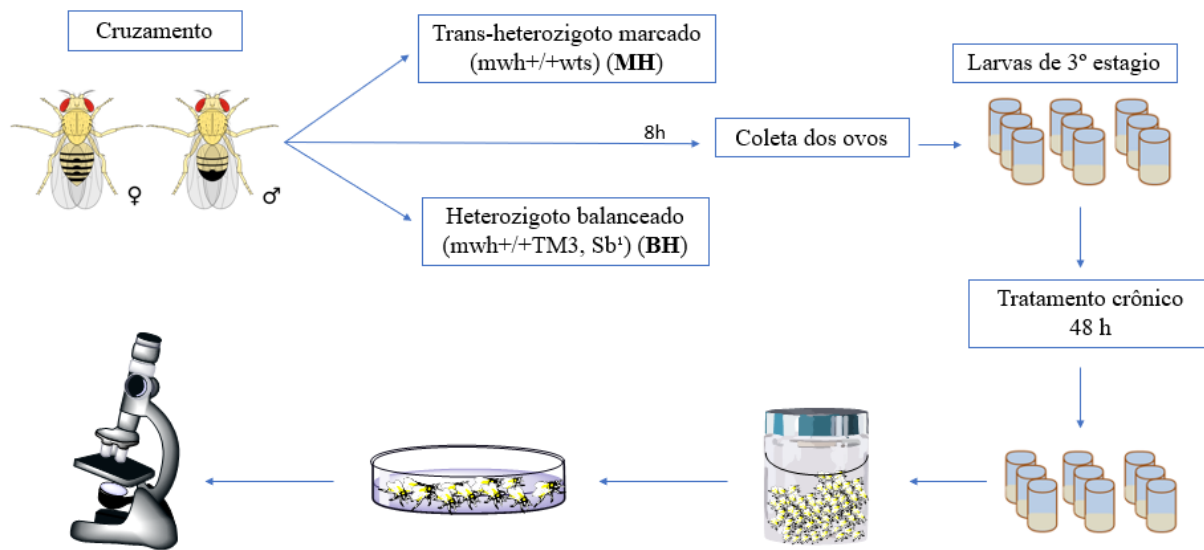 Cruzamento
♀
♂
Trans-heterozigoto marcado
(mwh+/+wts) (MH)
8h
Heterozigoto balanceado
(mwh+/+TM3, Sb¹) (BH)
Coleta dos ovos
Larvas de 3º estagio
Tratamento crônico
48 h